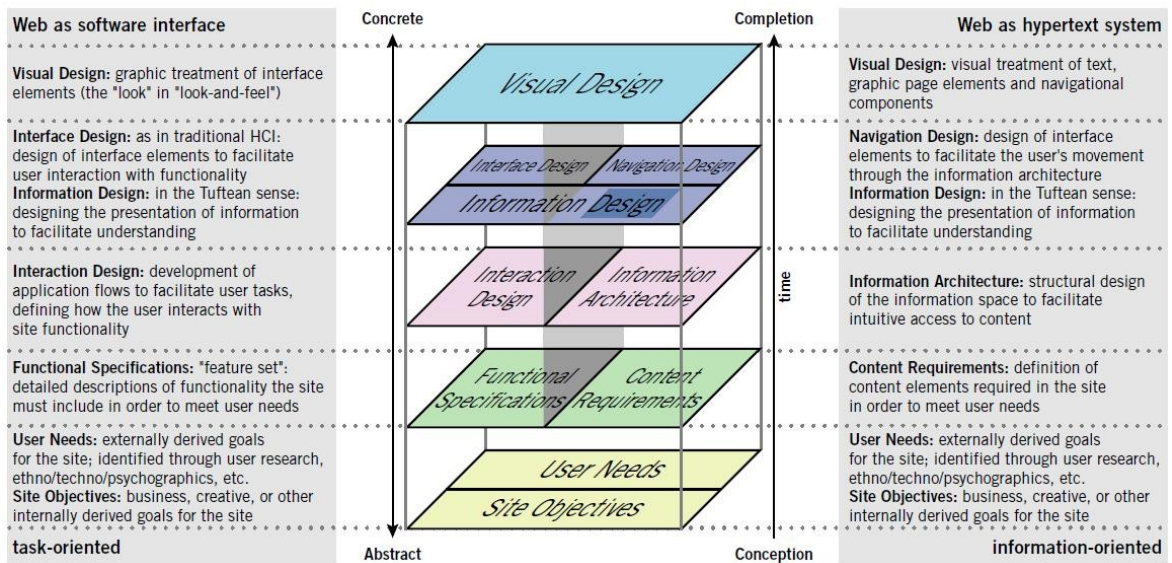 Web as software interface
Visual Design: graphic treatment of interface
elements (the "look" in "look-and-feel")
Interface Design: as in traditional HCI:
design of interface elements to facilitate
user interaction with functionality
Information Design: in the Tuftean sense:
designing the presentation of information
to facilitate understanding
Interaction Design: development of
application flows to facilitate user tasks,
defining how the user interacts with
site functionality
Functional Specifications: "feature set":
detailed descriptions of functionality the site
must include in order to meet user needs
User Needs: externally derived goals
for the site; identified through user research,
ethno/techno/psychographics, etc.
Site Objectives: business, creative, or other
internally derived goals for the site
task-oriented
Concrete
Completion
Visual Design
Interface Design
Navigation Design
Information Design
Interaction
Design
Information
Architecture
Functional
Specifications
Content
Requirements
User Needs
Site Objectives
time
Abstract
Conception
Web as hypertext system
Visual Design: visual treatment of text,
graphic page elements and navigational
components
Navigation Design: design of interface
elements to facilitate the user's movement
through the information architecture
Information Design: in the Tuftean sense:
designing the presentation of information
to facilitate understanding
Information Architecture: structural design
of the information space to facilitate
intuitive access to content
Content Requirements: definition of
content elements required in the site
in order to meet user needs
User Needs: externally derived goals
for the site; identified through user research,
ethno/techno/psychographics, etc.
Site Objectives: business, creative, or other
internally derived goals for the site
information-oriented